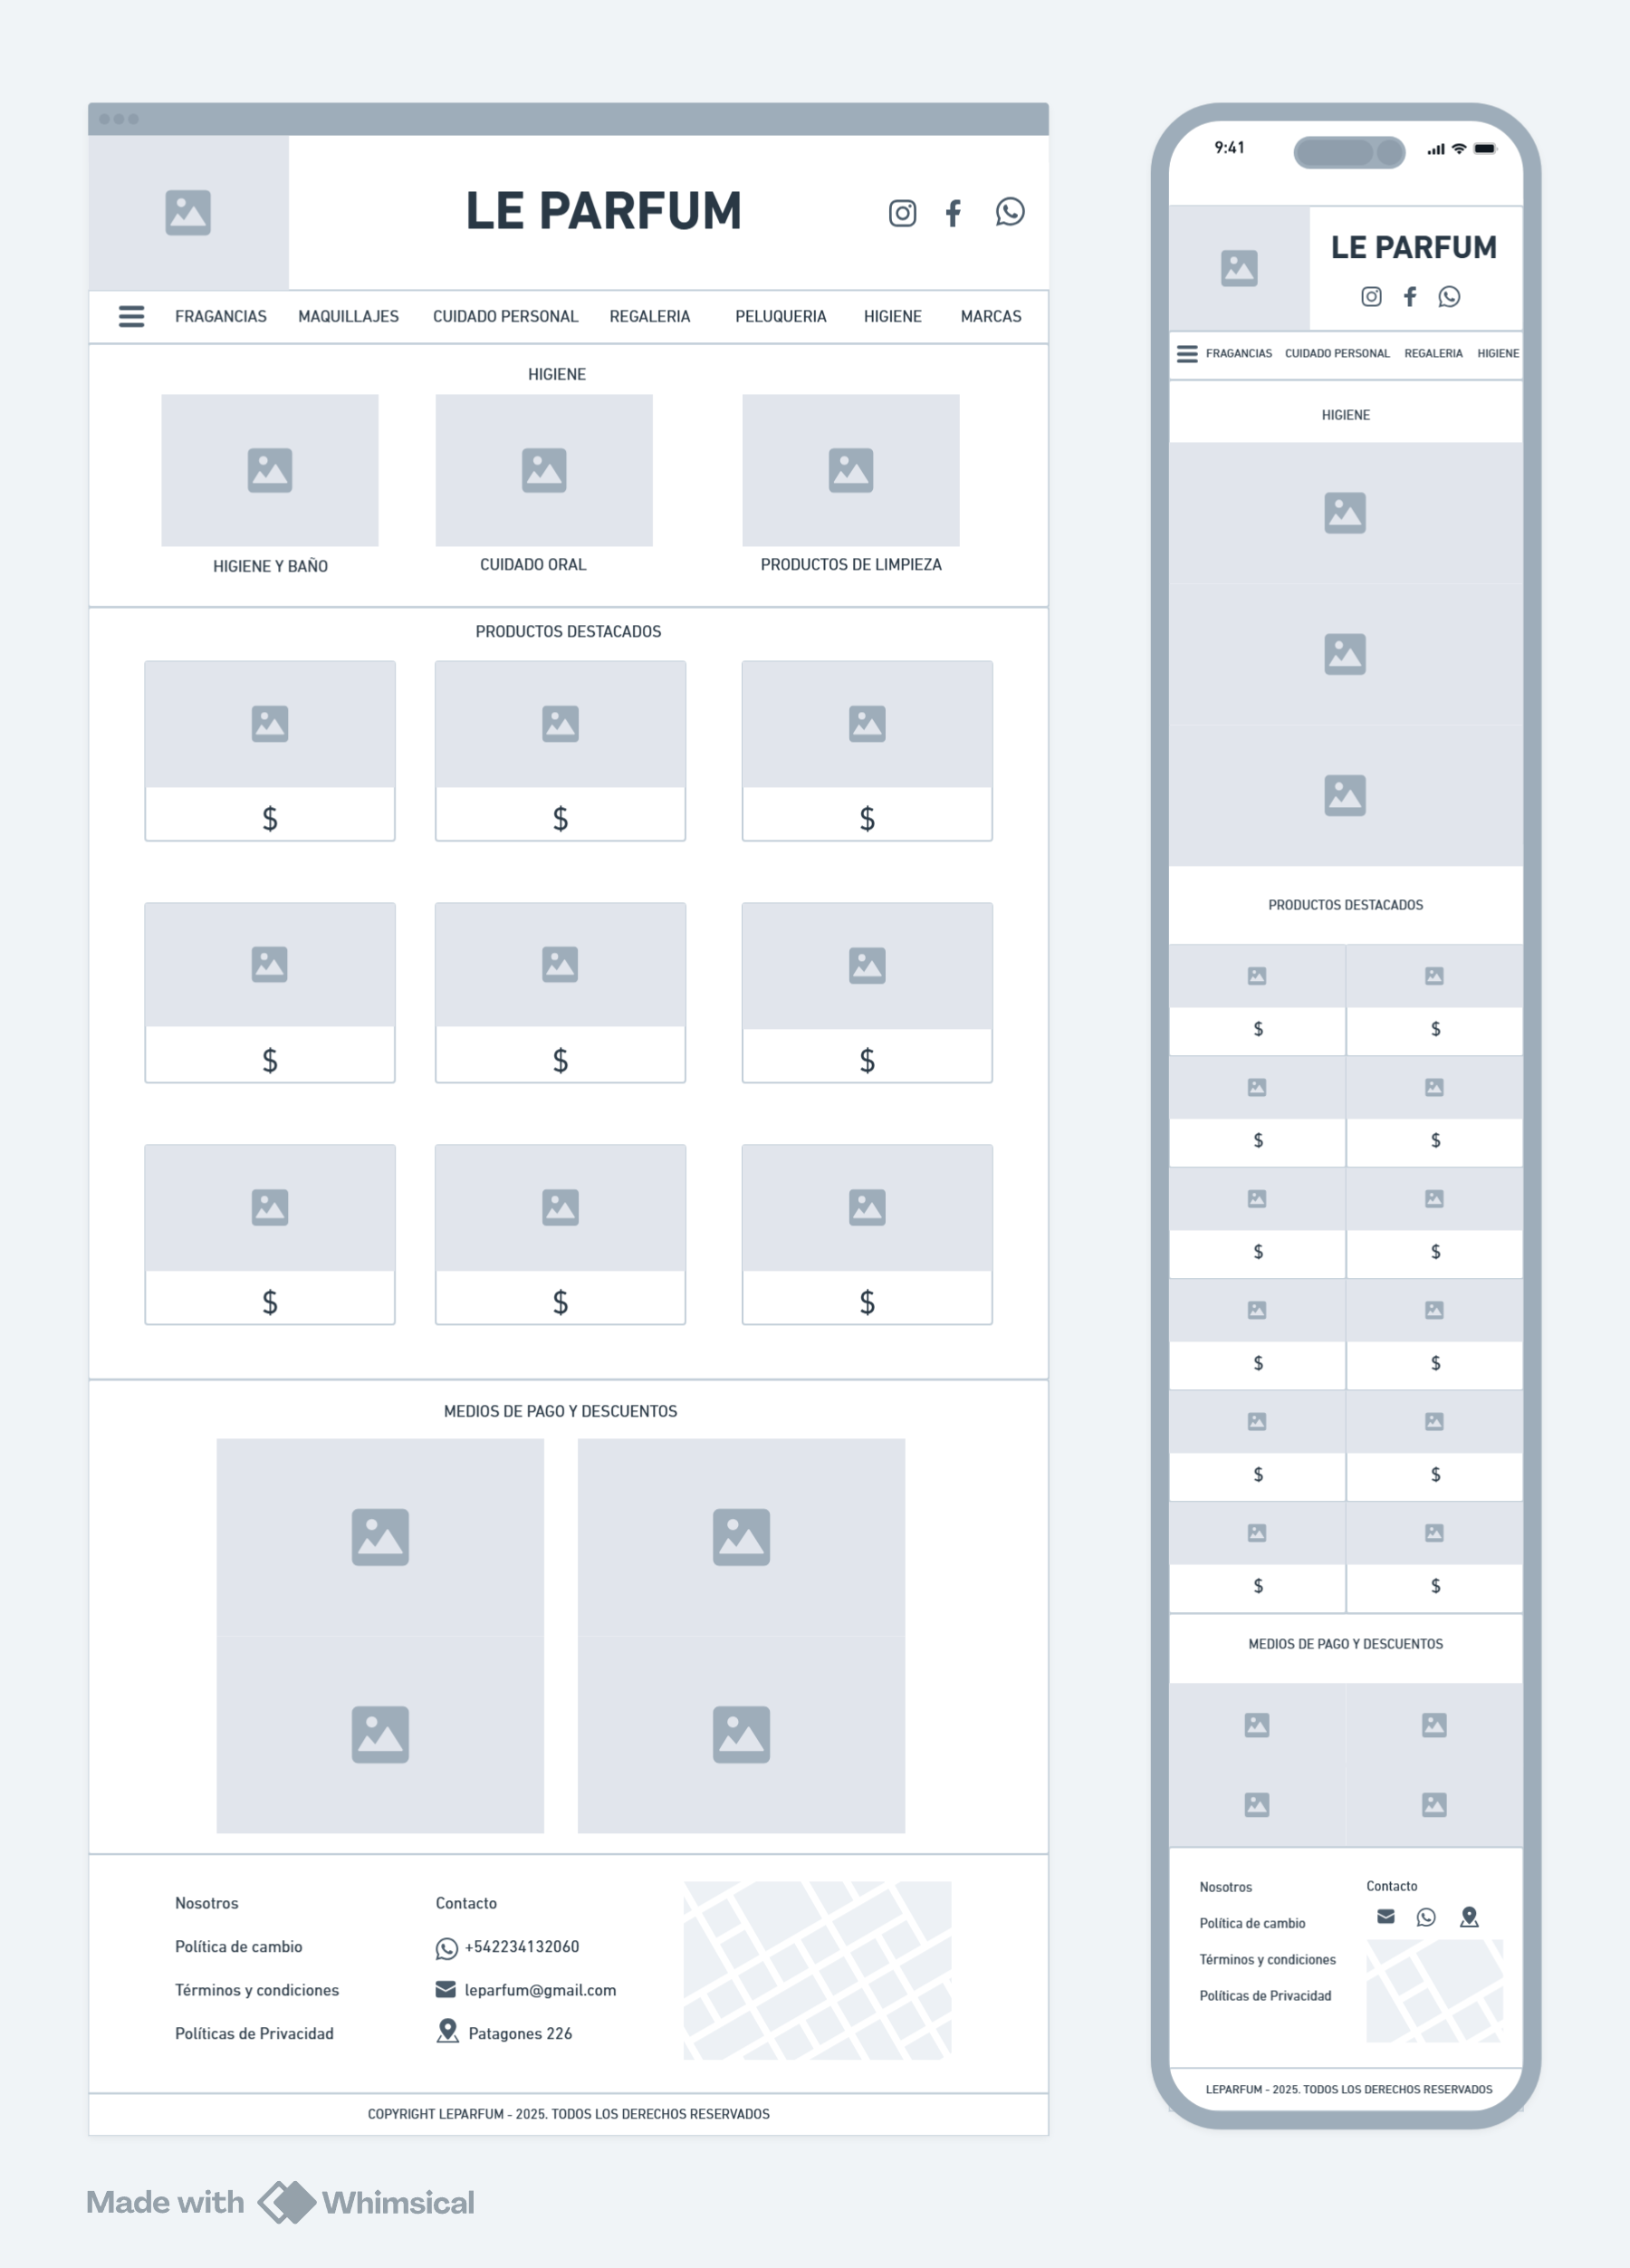 LE PARFUM
FRAGANCIAS MAQUILLAJES CUIDADO PERSONAL REGALERIA PELUQUERIA HIGIENE MARCAS
HIGIENE
HIGIENE Y BAÑO CUIDADO ORAL PRODUCTOS DE LIMPIEZA
PRODUCTOS DESTACADOS
$ $ $
$ $ $
$ $ $
MEDIOS DE PAGO Y DESCUENTOS
Nosotros
Política de cambio
Términos y condiciones
Políticas de Privacidad
Contacto
+542234132060
leparfum@gmail.com
Patagones 226
COPYRIGHT LEPARFUM - 2025. TODOS LOS DERECHOS RESERVADOS
9:41
LE PARFUM
FRAGANCIAS CUIDADO PERSONAL REGALERIA HIGIENE
HIGIENE
PRODUCTOS DESTACADOS
$ $
$ $
$ $
$ $
$ $
$ $
MEDIOS DE PAGO Y DESCUENTOS
Nosotros
Política de cambio
Términos y condiciones
Políticas de Privacidad
Contacto
LEPARFUM - 2025. TODOS LOS DERECHOS RESERVADOS
Made with Whimsical